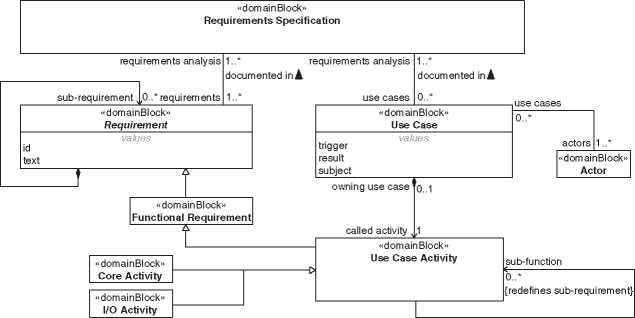 «domainBlock»
Requirements Specification
requirements analysis 1..*
requirements analysis 1..*
documented in▲
documented in▲
sub-requirement 0..* requirements 1..*
use cases 0..*
«domainBlock»
Requirement
values
id
text
«domainBlock»
Use Case
values
trigger
result
subject
use cases
0..*
actors 1..*
«domainBlock»
Actor
owning use case 0..1
«domainBlock»
Functional Requirement
called activity 1
«domainBlock»
Use Case Activity
«domainBlock»
Core Activity
«domainBlock»
I/O Activity
sub-function
0..*
{redefines sub-requirement}